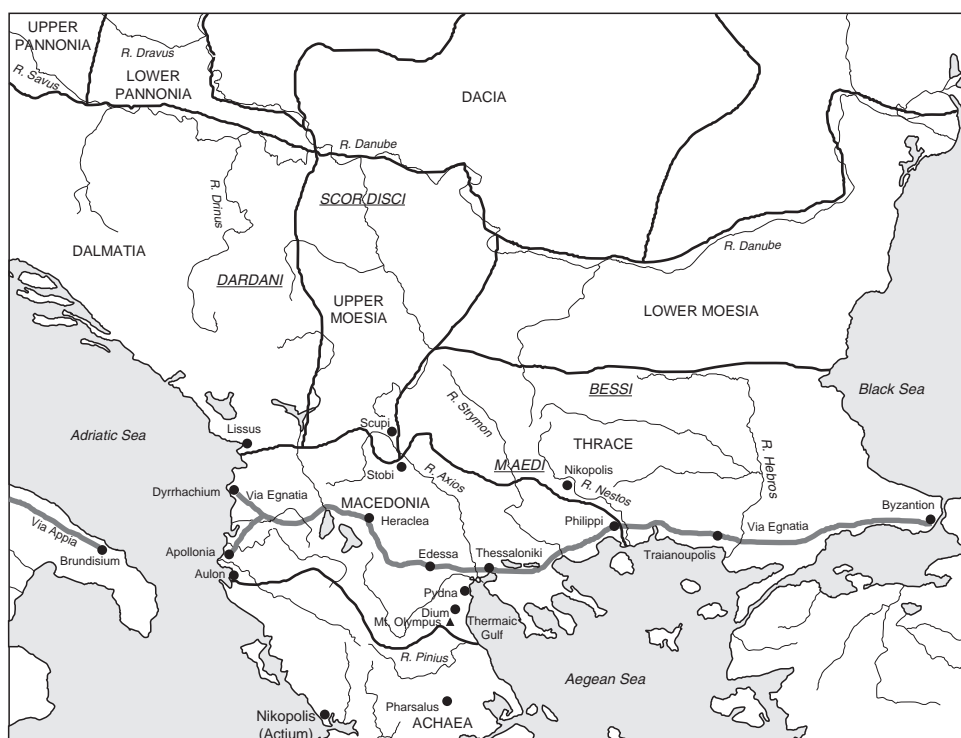 UPPER
PANNONIA
R. Dravus
LOWER
PANNONIA
R. Savus
DACIA
R. Danube
R. Drinus
SCORDISCI
DALMATIA
DARDANI
R. Danube
UPPER
MOESIA
LOWER MOESIA
BESSI
Black Sea
R. Strymon
Adriatic Sea
Lissus
Scupi
THRACE
R. Hebros
Stobi
R. Axios
MAEDI
Nikopolis
R. Nestos
Dyrrhachium
Via Egnatia
MACEDONIA
Heraclea
Philippi
Byzantion
Via Egnatia
Traianoupolis
Via Appia
Brundisium
Apollonia
Aulon
Edessa
Thessaloniki
Pydna
Dium
Mt. Olympus
Thermaic
Gulf
R. Pinius
Aegean Sea
Pharsalus
ACHAEA
Nikopolis
(Actium)